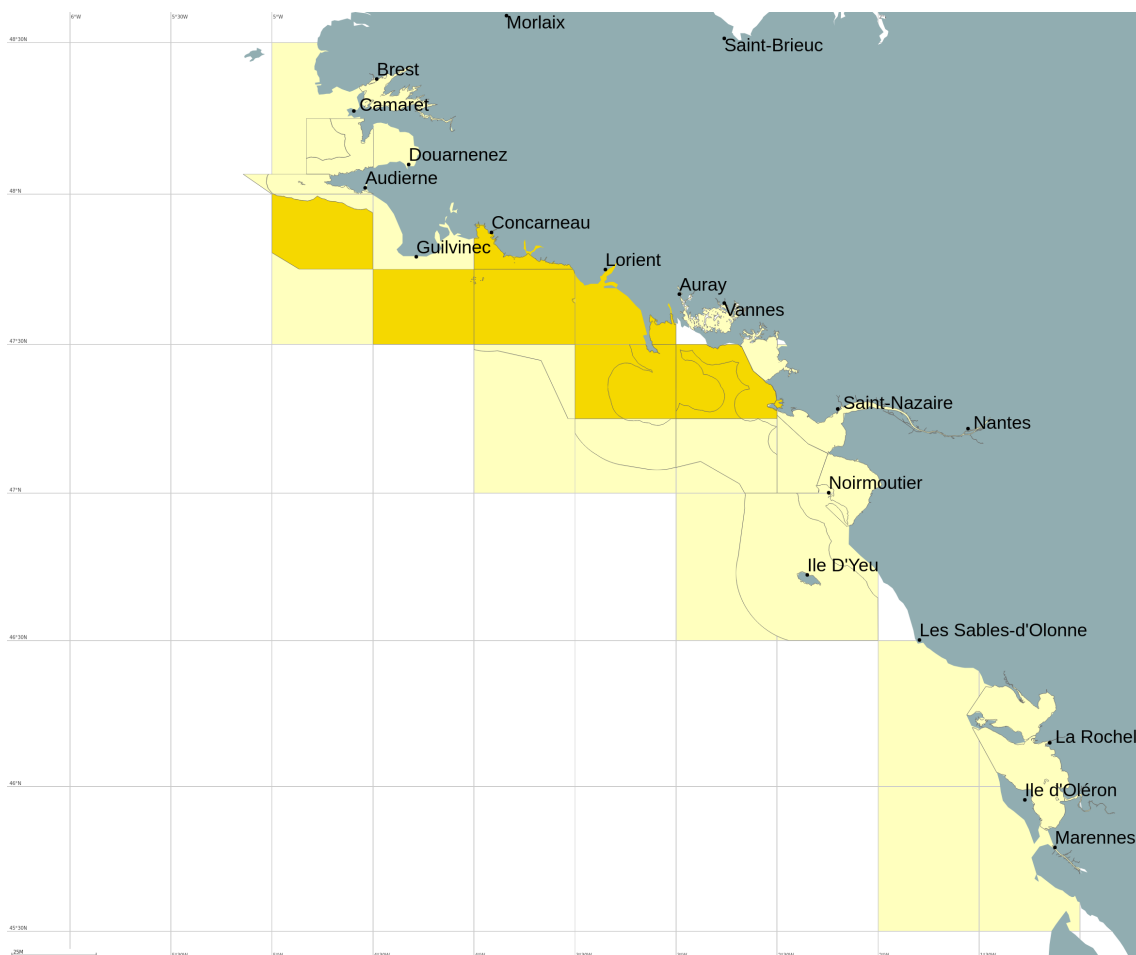 6°W 5°30W 5°W
Morlaix
Saint-Brieuc
48°30N
Brest
Camaret
Douarnenez
Audierne
48°N
Concarneau
Guilvinec
Lorient
Auray
Vannes
47°30N
Saint-Nazaire
Nantes
Noirmoutier
47°N
Ile D'Yeu
Les Sables-d'Olonne
46°30N
La Rochel
46°N
Ile d'Oléron
Marennes
45°30N
25M